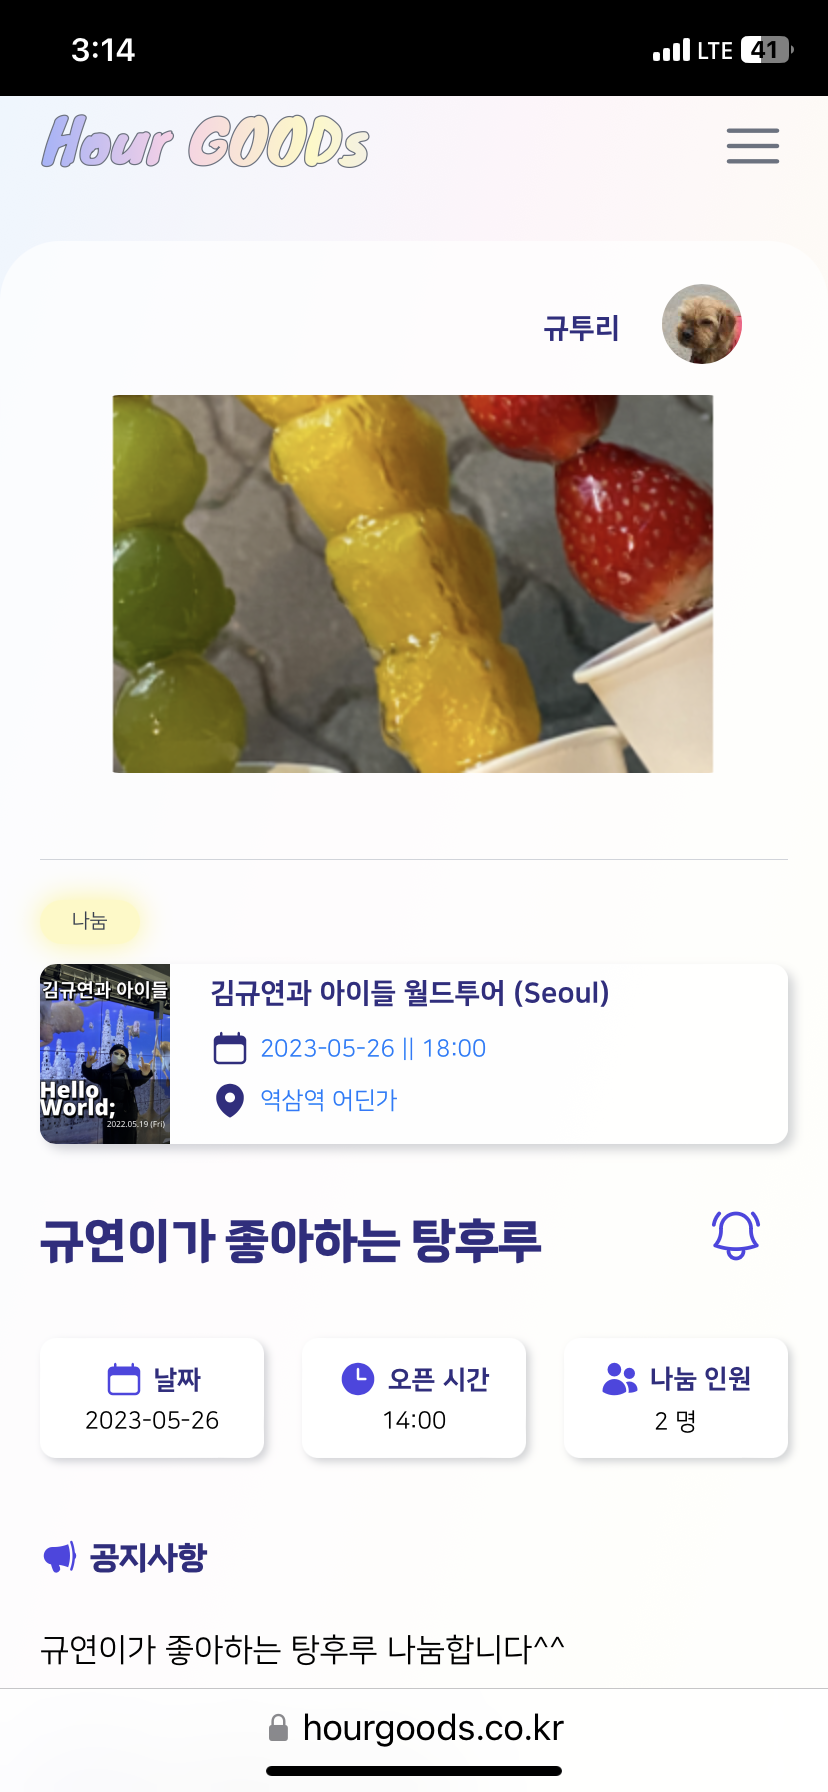 3:14
LTE 41
Hour GOODs
규투리
나눔
김규연과 아이들
Hello
World;
2022.05.19 (Fri)
김규연과 아이들 월드투어 (Seoul)
2023-05-26 || 18:00
역삼역 어딘가
규연이가 좋아하는 탕후루
날짜
2023-05-26
오픈 시간
14:00
나눔 인원
2 명
공지사항
규연이가 좋아하는 탕후루 나눔합니다^^
hourgoods.co.kr